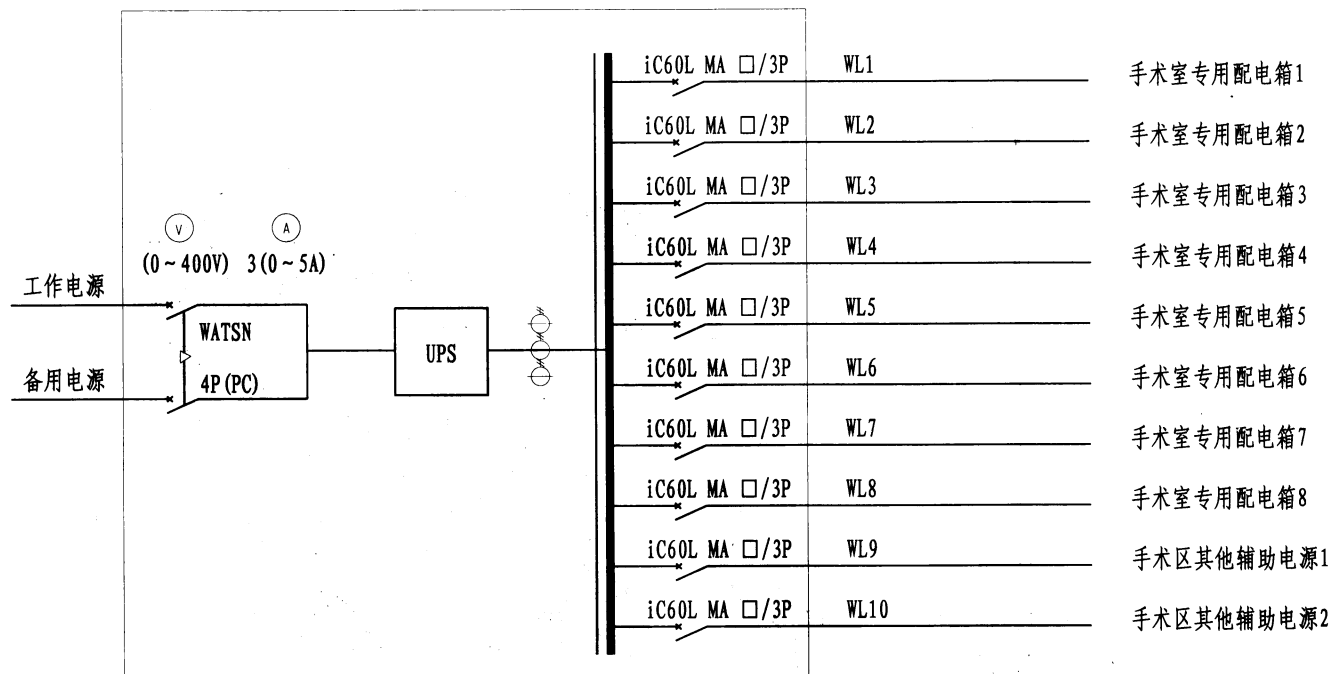 iC60L MA □/3P WL1 手术室专用配电箱1
iC60L MA □/3P WL2 手术室专用配电箱2
iC60L MA □/3P WL3 手术室专用配电箱3
V A
(0~400V) 3(0~5A)
iC60L MA □/3P WL4 手术室专用配电箱4
工作电源
iC60L MA □/3P WL5 手术室专用配电箱5
WATSN
UPS
备用电源
4P(PC)
iC60L MA □/3P WL6 手术室专用配电箱6
iC60L MA □/3P WL7 手术室专用配电箱7
iC60L MA □/3P WL8 手术室专用配电箱8
iC60L MA □/3P WL9 手术区其他辅助电源1
iC60L MA □/3P WL10 手术区其他辅助电源2